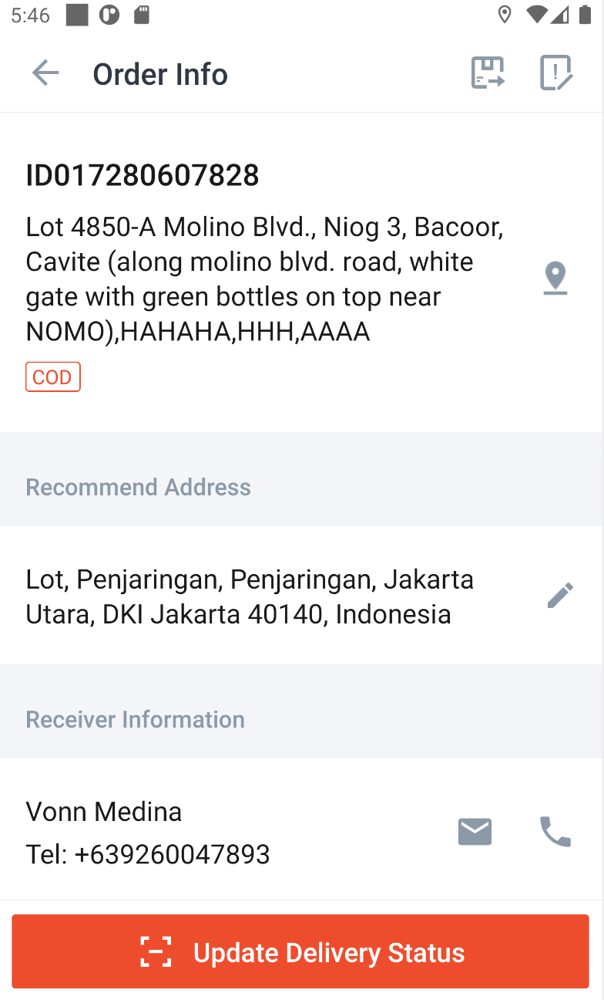 5:46
Order Info
ID017280607828
Lot 4850-A Molino Blvd., Niog 3, Bacoor,
Cavite (along molino blvd. road, white
gate with green bottles on top near
NOMO),HAHAHA,HHH,AAAA
COD
Recommend Address
Lot, Penjaringan, Penjaringan, Jakarta
Utara, DKI Jakarta 40140, Indonesia
Receiver Information
Vonn Medina
Tel: +639260047893
Update Delivery Status